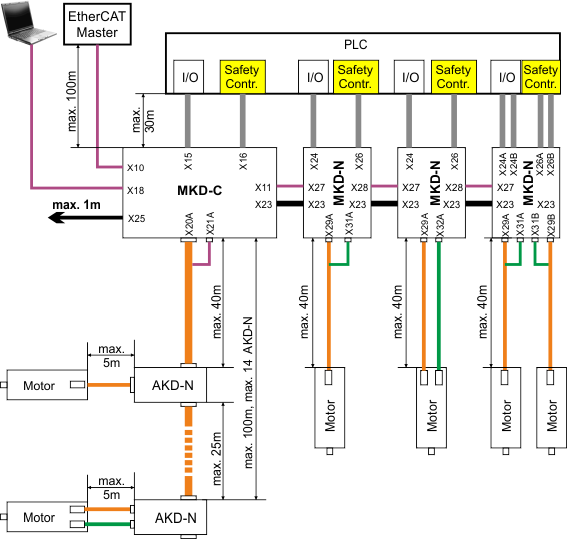 EtherCAT
Master
PLC
I/O
Safety
Contr.
I/O
Safety
Contr.
I/O
Safety
Contr.
I/O
Safety
Contr.
max. 100m
max.
30m
X15
X16
X24
X26
X24
X26
X24A
X24B
X26A
X26B
X10
X18
X25
MKD-C
X11
X23
X20A
X21A
max. 1m
X27
X23
MKD-N
X28
X23
X29A
X31A
X27
X23
MKD-N
X28
X23
X29A
X32A
X27
X23
MKD-N
X29A
X31A
X31B
X29B
max. 40m
max. 100m, max. 14 AKD-N
max. 40m
max. 40m
max. 40m
max.
5m
Motor
AKD-N
Motor
Motor
Motor
Motor
max. 25m
max.
5m
Motor
AKD-N